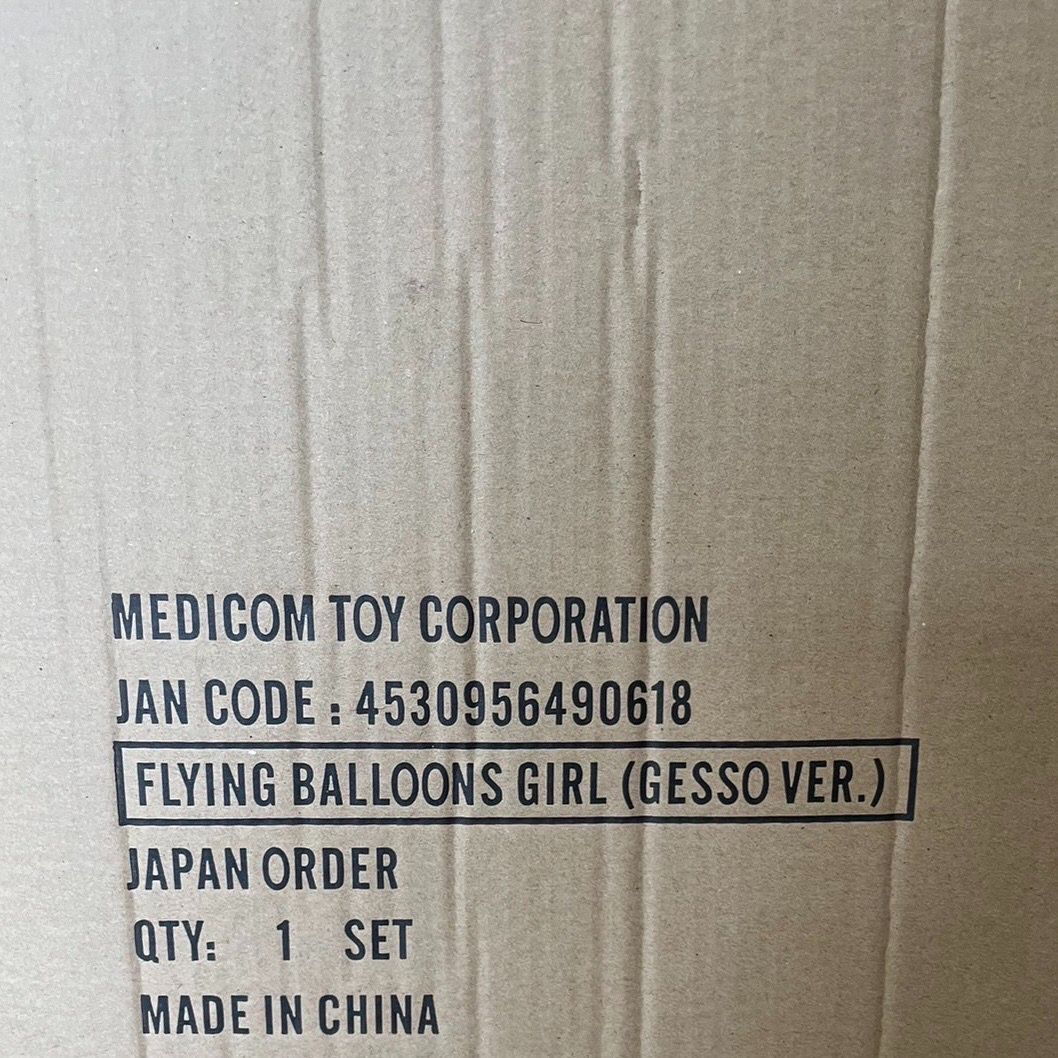 MEDICOM TOY CORPORATION
JAN CODE : 4530956490618
FLYING BALLOONS GIRL (GESSO VER.)
JAPAN ORDER
QTY: 1 SET
MADE IN CHINA